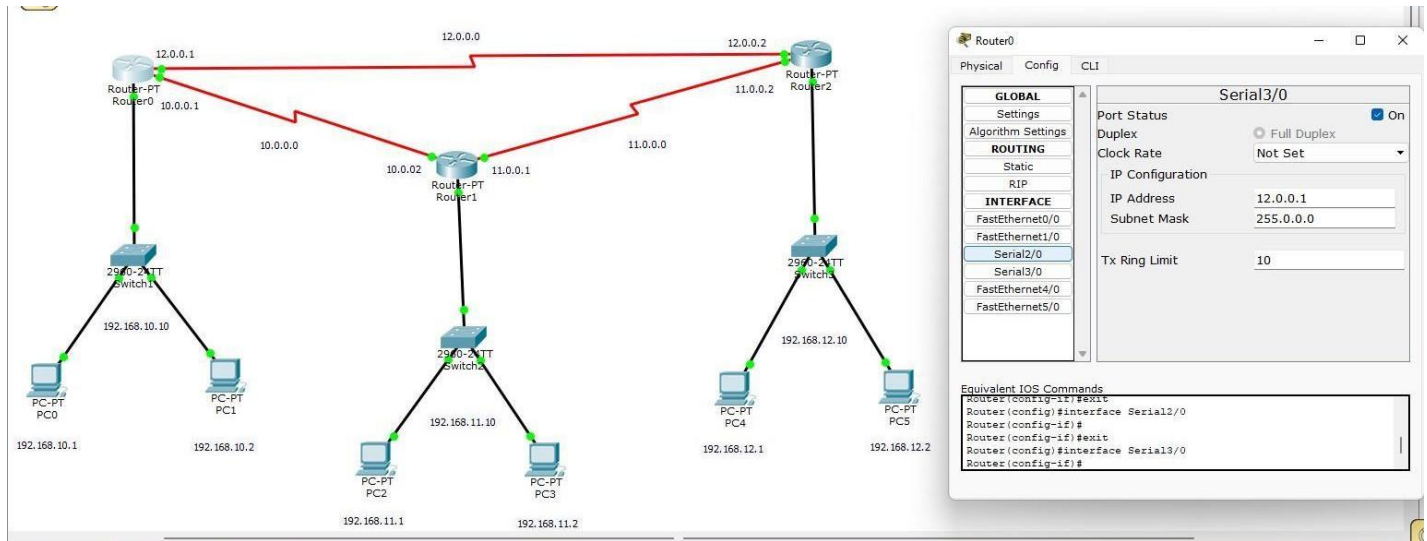 12.0.0.1
12.0.0.0
12.0.0.2
Router-PT
Router0
10.0.0.1
Router-PT
Router2
11.0.0.2
10.0.0.0
11.0.0.0
10.0.02
11.0.0.1
Router-PT
Router1
2960-24TT
Switch1
2960-24TT
Switch3
192.168.10.10
192.168.12.10
2960-24TT
Switch2
PC-PT
PC0
PC-PT
PC1
PC-PT
PC4
PC-PT
PC5
192.168.11.10
192.168.10.1
192.168.10.2
192.168.12.1
192.168.12.2
PC-PT
PC2
PC-PT
PC3
192.168.11.1
192.168.11.2
Router0
Physical Config CLI
GLOBAL
Settings
Algorithm Settings
ROUTING
Static
RIP
INTERFACE
FastEthernet0/0
FastEthernet1/0
Serial2/0
Serial3/0
FastEthernet4/0
FastEthernet5/0
Serial3/0
Port Status On
Duplex Full Duplex
Clock Rate Not Set
IP Configuration
IP Address 12.0.0.1
Subnet Mask 255.0.0.0
Tx Ring Limit 10
Equivalent IOS Commands
Router(config-if)#exit
Router(config)#interface Serial2/0
Router(config-if)#
Router(config-if)#exit
Router(config)#interface Serial3/0
Router(config-if)#